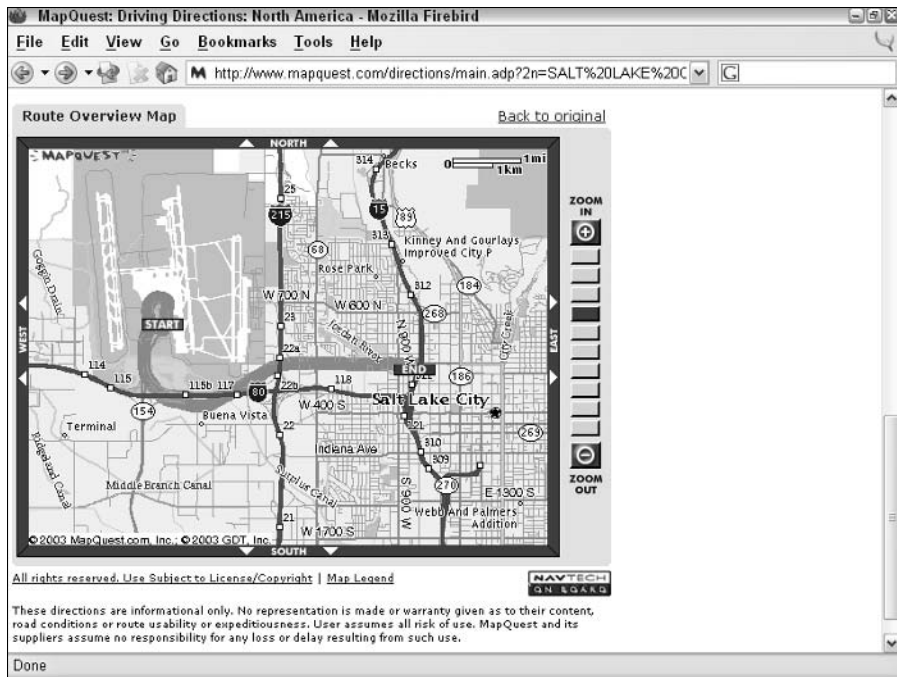 MapQuest: Driving Directions: North America - Mozilla Firebird
File Edit View Go Bookmarks Tools Help
http://www.mapquest.com/directions/main.adp?2n=SALT%20LAKE%20C
G
Route Overview Map
Back to original
NORTH
MAPQUEST
314
Becks
0 1mi
1km
25
215
15
89
ZOOM
IN
313
Kinney And Gourlays
Improved City P
68
Rose Park
184
Goggin Drain
W 700 N
312
W 600 N
268
START
23
Jordan River
N 900 W
City Creek
WEST
EAST
22a
END
114
115
115b
117
80
22b
118
186
154
W 400 S
Salt Lake City
Buena Vista
Terminal
22
121
310
269
Indiana Ave
309
Ridgeland Canal
Middle Branch Canal
Surplus Canal
270
E 1300 S
S 900 W
Webb And Palmers
Addition
21
W 1700 S
ZOOM
OUT
©2003 MapQuest.com, Inc.; ©2003 GDT, Inc.
SOUTH
All rights reserved. Use Subject to License/Copyright | Map Legend
NAVTECH
ON BOARD
These directions are informational only. No representation is made or warranty given as to their content,
road conditions or route usability or expeditiousness. User assumes all risk of use. MapQuest and its
suppliers assume no responsibility for any loss or delay resulting from such use.
Done